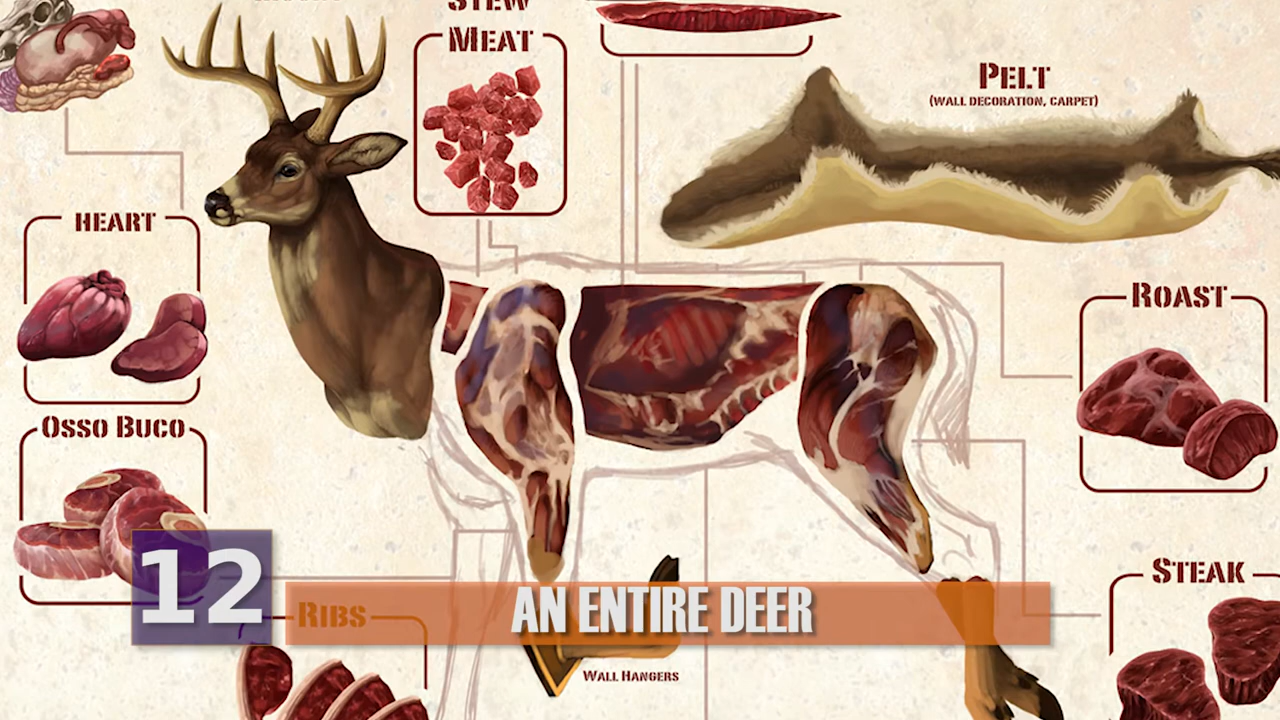 STEW
MEAT
PELT
(WALL DECORATION, CARPET)
HEART
ROAST
OSSO BUCO
STEAK
12
RIBS
AN ENTIRE DEER
WALL HANGERS